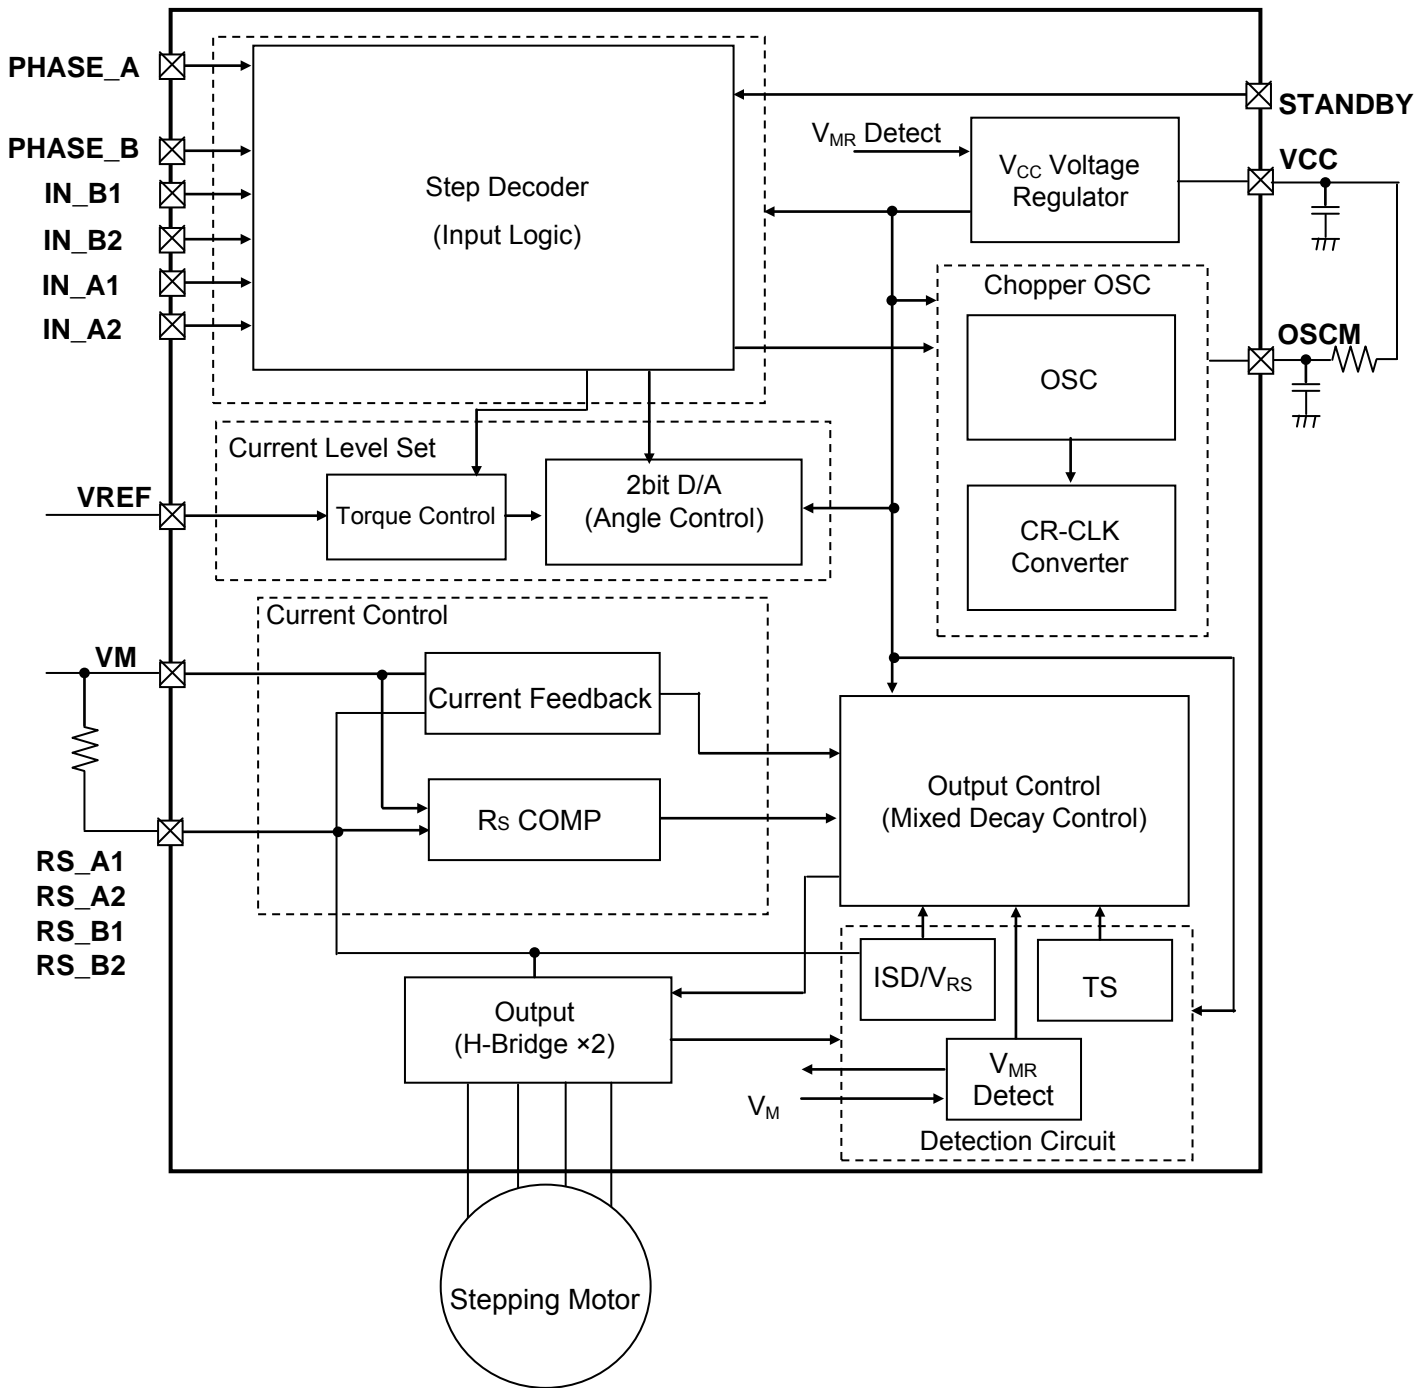 PHASE_A
PHASE_B
IN_B1
IN_B2
IN_A1
IN_A2
Step Decoder
(Input Logic)
STANDBY
VMR Detect
VCC Voltage
Regulator
VCC
Chopper OSC
OSC
CR-CLK
Converter
OSCM
Current Level Set
VREF
Torque Control
2bit D/A
(Angle Control)
Current Control
VM
Current Feedback
RS COMP
Output Control
(Mixed Decay Control)
RS_A1
RS_A2
RS_B1
RS_B2
Output
(H-Bridge ×2)
ISD/VRS
TS
VMR
Detect
VM
Detection Circuit
Stepping Motor